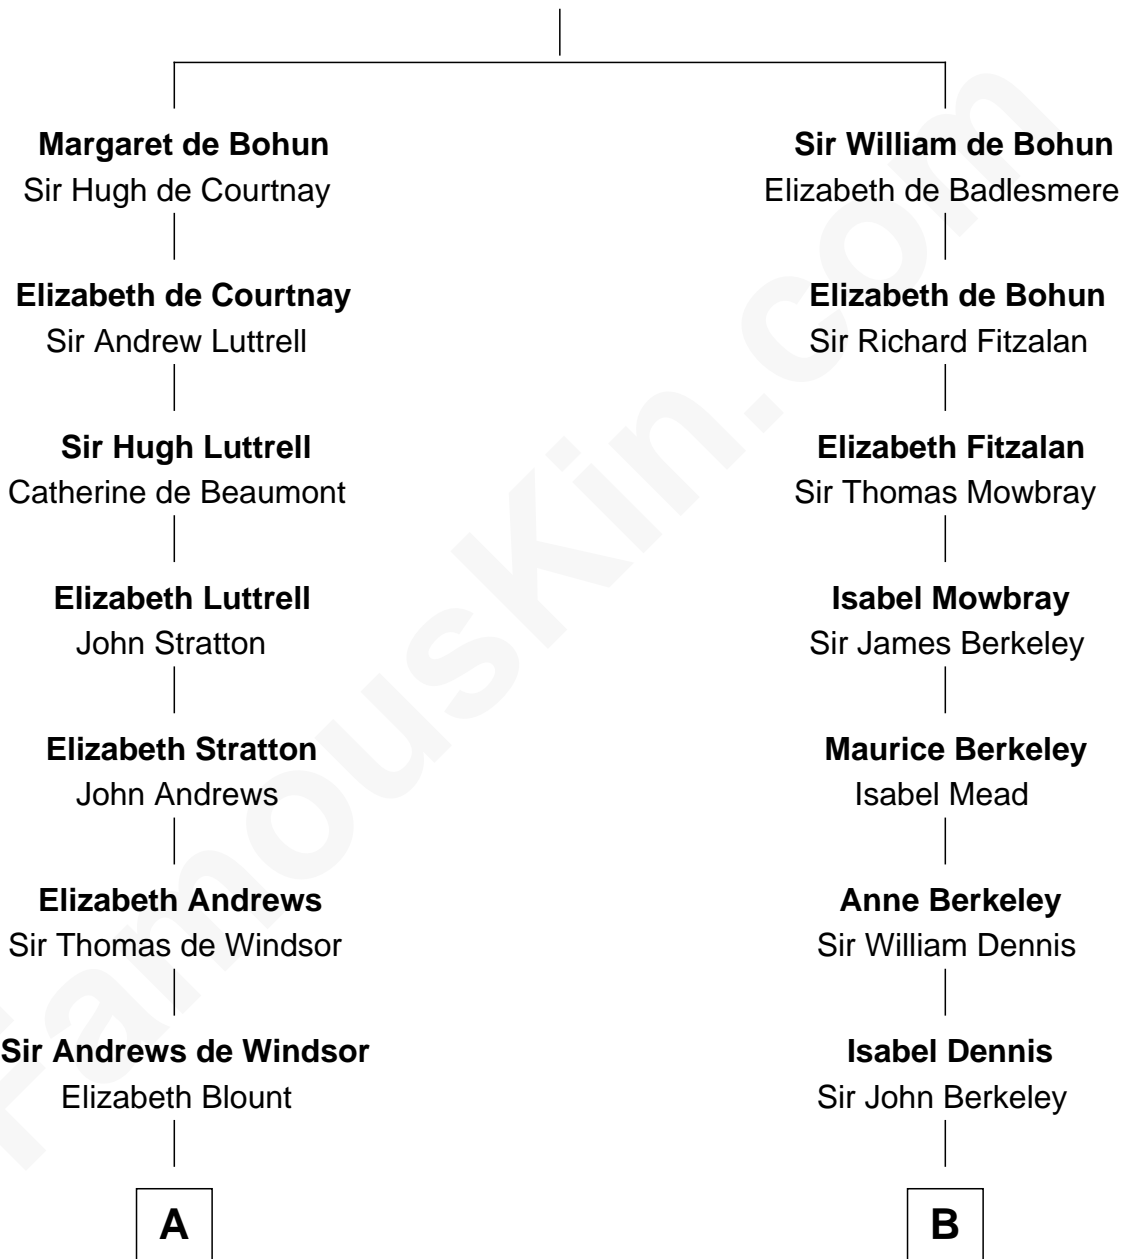 Margaret de Bohun
Sir Hugh de Courtnay
Elizabeth de Courtnay
Sir Andrew Luttrell
Sir Hugh Luttrell
Catherine de Beaumont
Elizabeth Luttrell
John Stratton
Elizabeth Stratton
John Andrews
Elizabeth Andrews
Sir Thomas de Windsor
Sir Andrews de Windsor
Elizabeth Blount
A
Sir William de Bohun
Elizabeth de Badlesmere
Elizabeth de Bohun
Sir Richard Fitzalan
Elizabeth Fitzalan
Sir Thomas Mowbray
Isabel Mowbray
Sir James Berkeley
Maurice Berkeley
Isabel Mead
Anne Berkeley
Sir William Dennis
Isabel Dennis
Sir John Berkeley
B
FamousKin.com